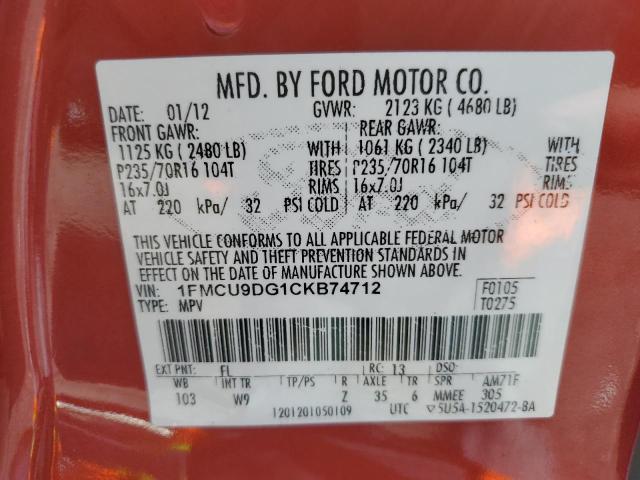 MFD. BY FORD MOTOR CO.
DATE: 01/12 GVWR: 2123 KG ( 4680 LB)
FRONT GAWR: REAR GAWR:
1125 KG ( 2480 LB) WITH 1061 KG ( 2340 LB) WITH
P235/70R16 104T TIRES P235/70R16 104T TIRES
16x7.0J RIMS 16x7.0J RIMS
AT 220 kPa/ 32 PSI COLD AT 220 kPa/ 32 PSI COLD
THIS VEHICLE CONFORMS TO ALL APPLICABLE FEDERAL MOTOR
VEHICLE SAFETY AND THEFT PREVENTION STANDARDS IN
EFFECT ON THE DATE OF MANUFACTURE SHOWN ABOVE.
VIN: 1FMCU9DG1CKB74712 F0105
TYPE: MPV T0275
EXT PNT: FL RC: 13 DSO:
WB INT TR TP/PS R AXLE TR SPR AM71F
103 W9 Z 35 6 MMEE 305
1201201050109 UTC 5U5A-1520472-BA